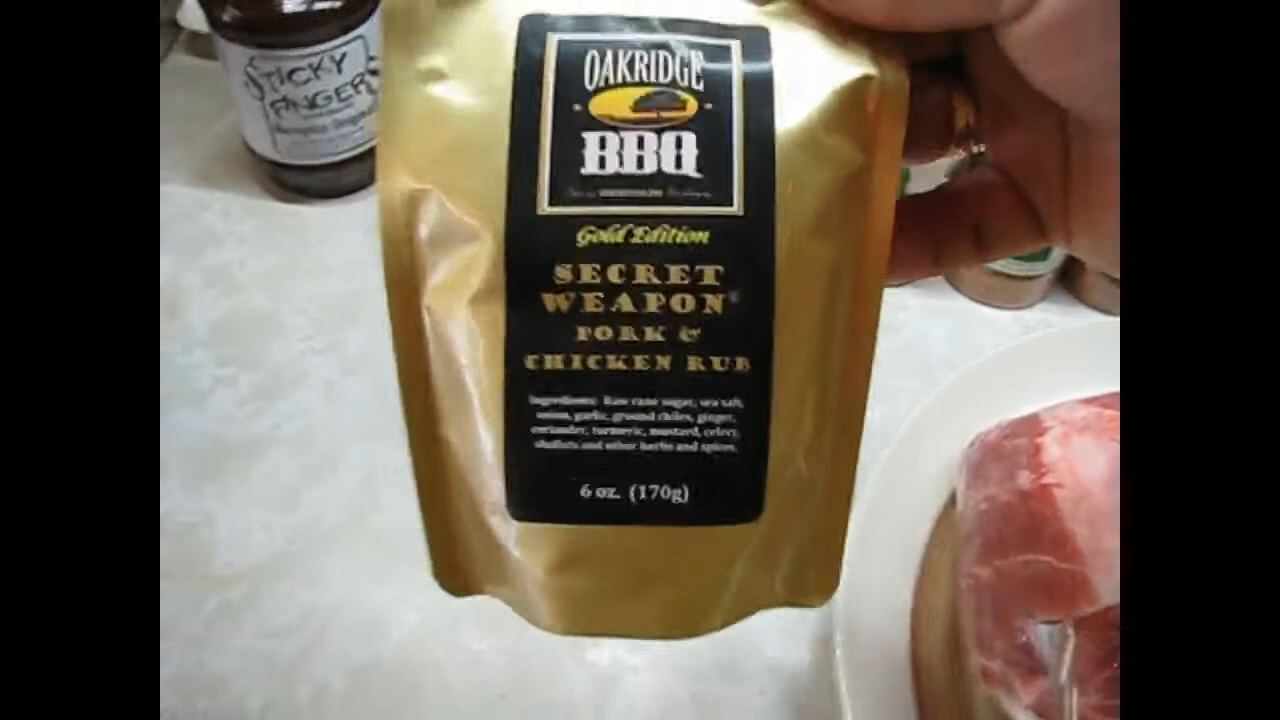 STICKY
FINGERS
OAKRIDGE
BBQ
Gold Edition
SECRET
WEAPON
PORK &
CHICKEN RUB
Ingredients: Raw cane sugar, sea salt,
onion, garlic, ground chiles, ginger,
coriander, turmeric, mustard, celery,
shallots and other herbs and spices.
6 oz. (170g)